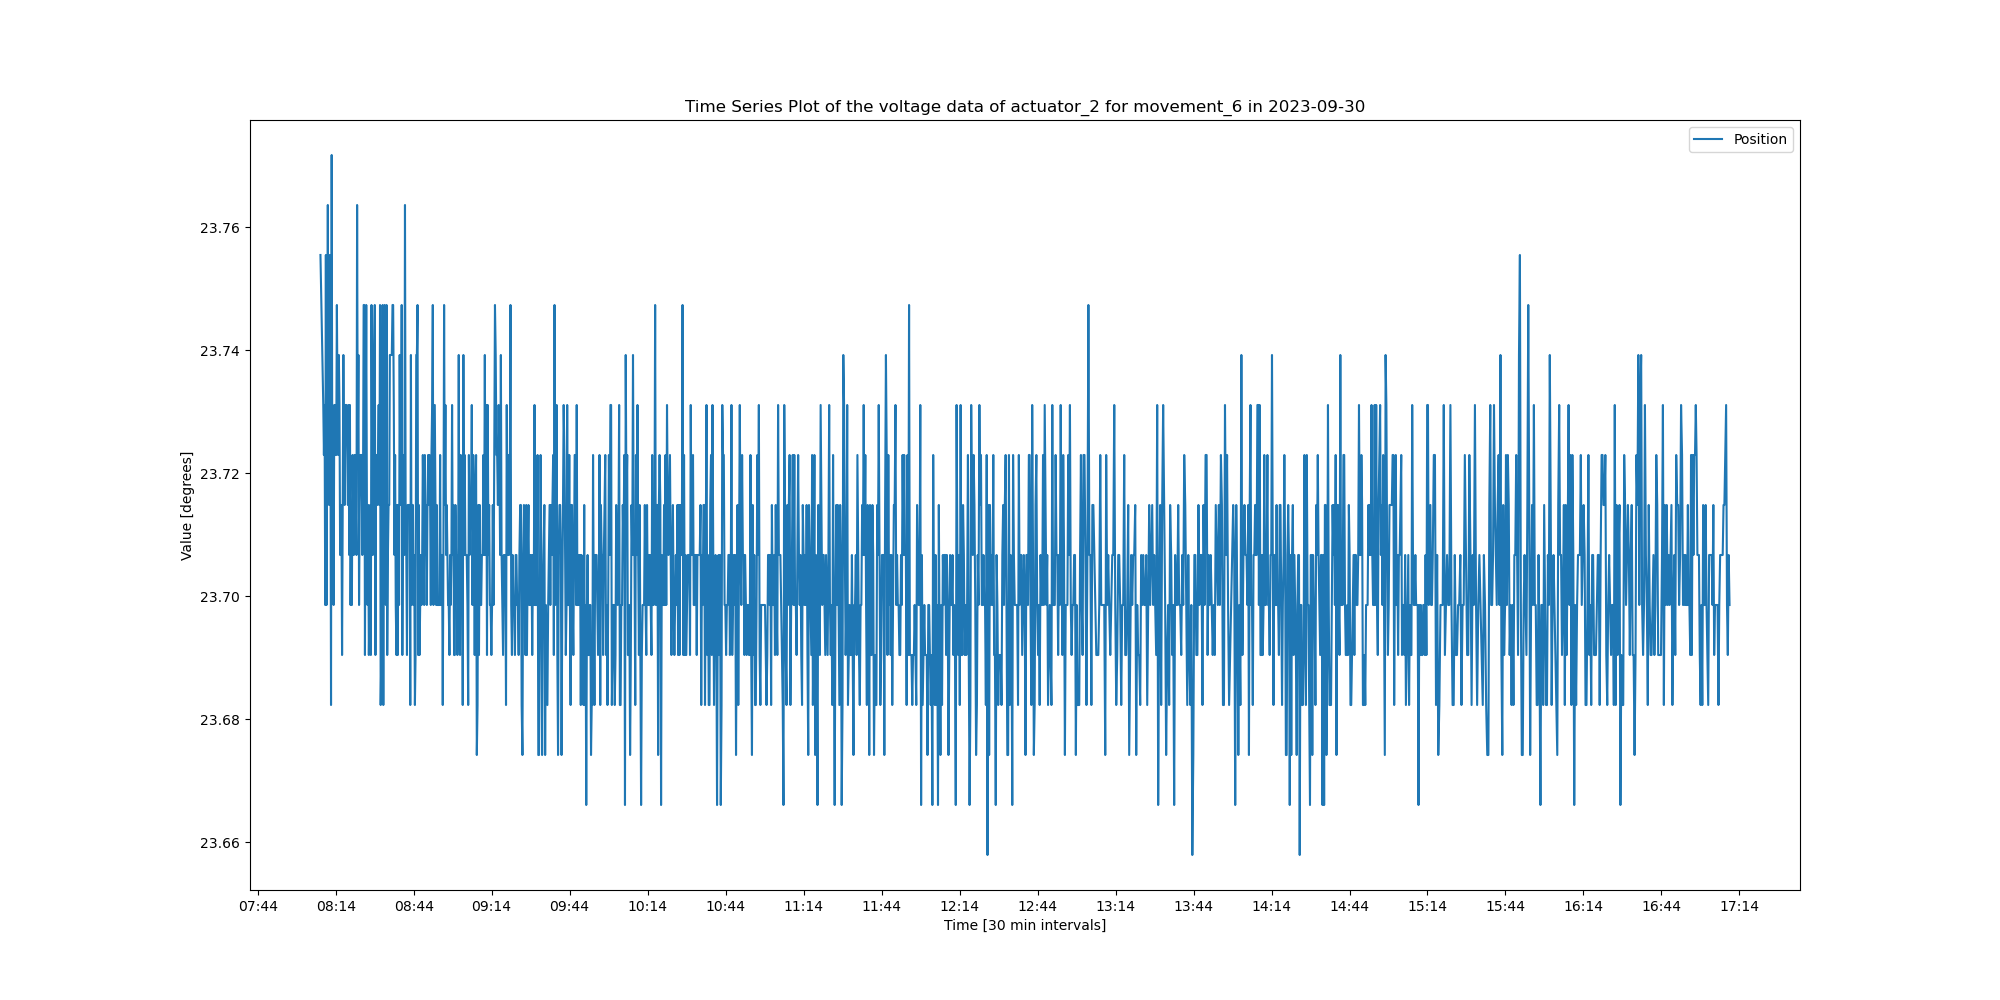 Time Series Plot of the voltage data of actuator_2 for movement_6 in 2023-09-30
Position
Value [degrees]
23.76
23.74
23.72
23.70
23.68
23.66
07:44 08:14 08:44 09:14 09:44 10:14 10:44 11:14 11:44 12:14 12:44 13:14 13:44 14:14 14:44 15:14 15:44 16:14 16:44 17:14
Time [30 min intervals]